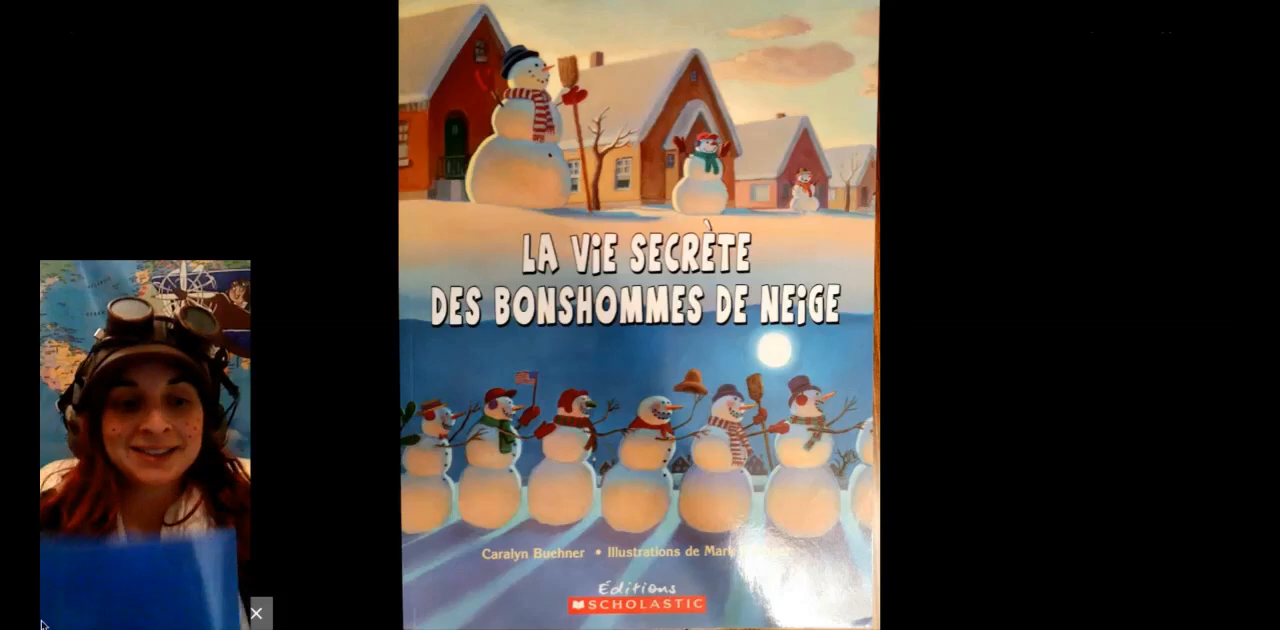 LA ViE SECRÈTE
DES BONSHOMMES DE NEiGE
Caralyn Buehner • Illustrations de Mark
Éditions
SCHOLASTIC